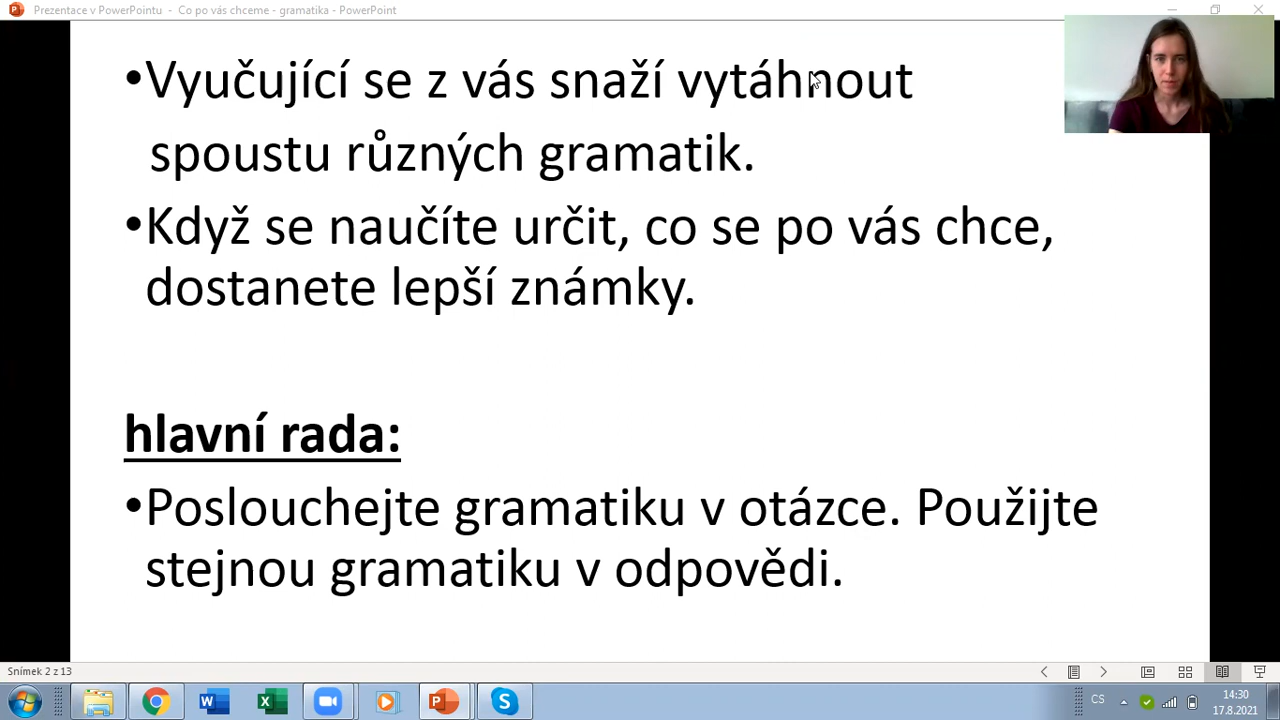 Prezentace v PowerPointu - Co po vás chceme - gramatika - PowerPoint
•Vyučující se z vás snaží vytáhnout
spoustu různých gramatik.
•Když se naučíte určit, co se po vás chce,
dostanete lepší známky.
hlavní rada:
•Poslouchejte gramatiku v otázce. Použijte
stejnou gramatiku v odpovědi.
Snímek 2 z 13
CS
14:30
17.8.2021